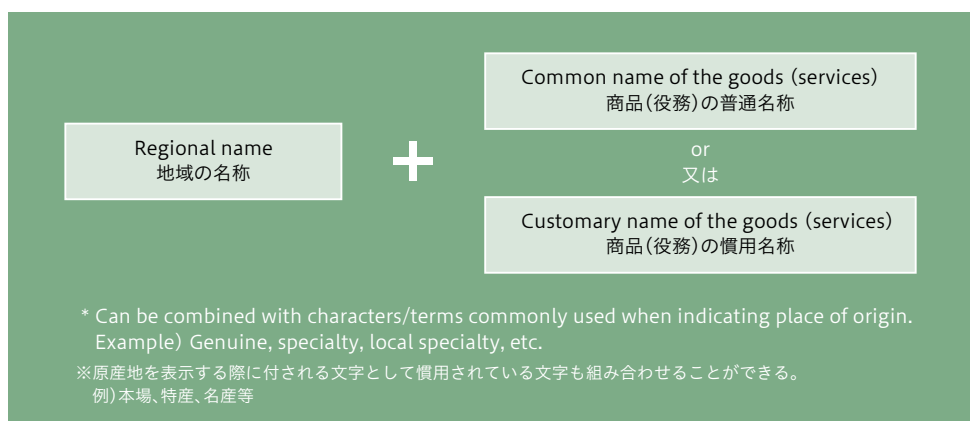 Regional name
地域の名称
+
Common name of the goods (services)
商品(役務)の普通名称
or
又は
Customary name of the goods (services)
商品(役務)の慣用名称
* Can be combined with characters/terms commonly used when indicating place of origin.
Example) Genuine, specialty, local specialty, etc.
※原産地を表示する際に付される文字として慣用されている文字も組み合わせることができる。
例)本場、特産、名産等